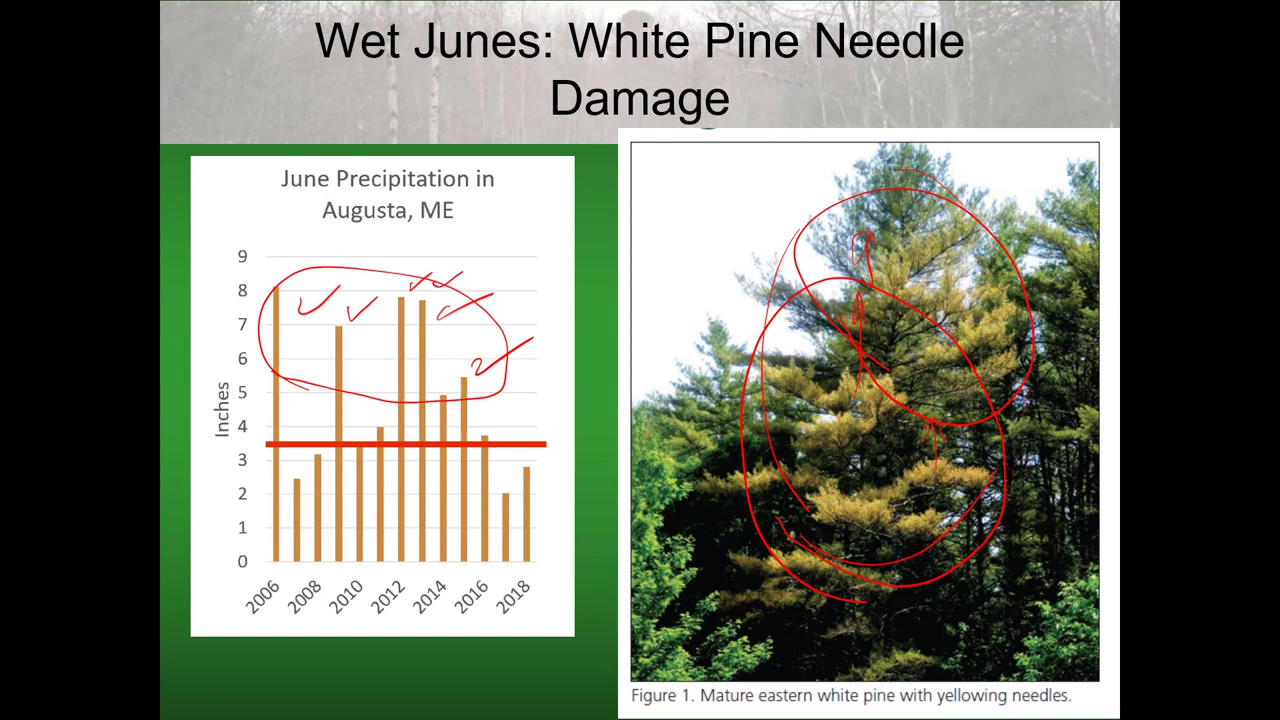 Wet Junes: White Pine Needle
Damage
June Precipitation in
Augusta, ME
9
8
7
6
5
4
3
2
1
0
Inches
2006
2008
2010
2012
2014
2016
2018
Figure 1. Mature eastern white pine with yellowing needles.